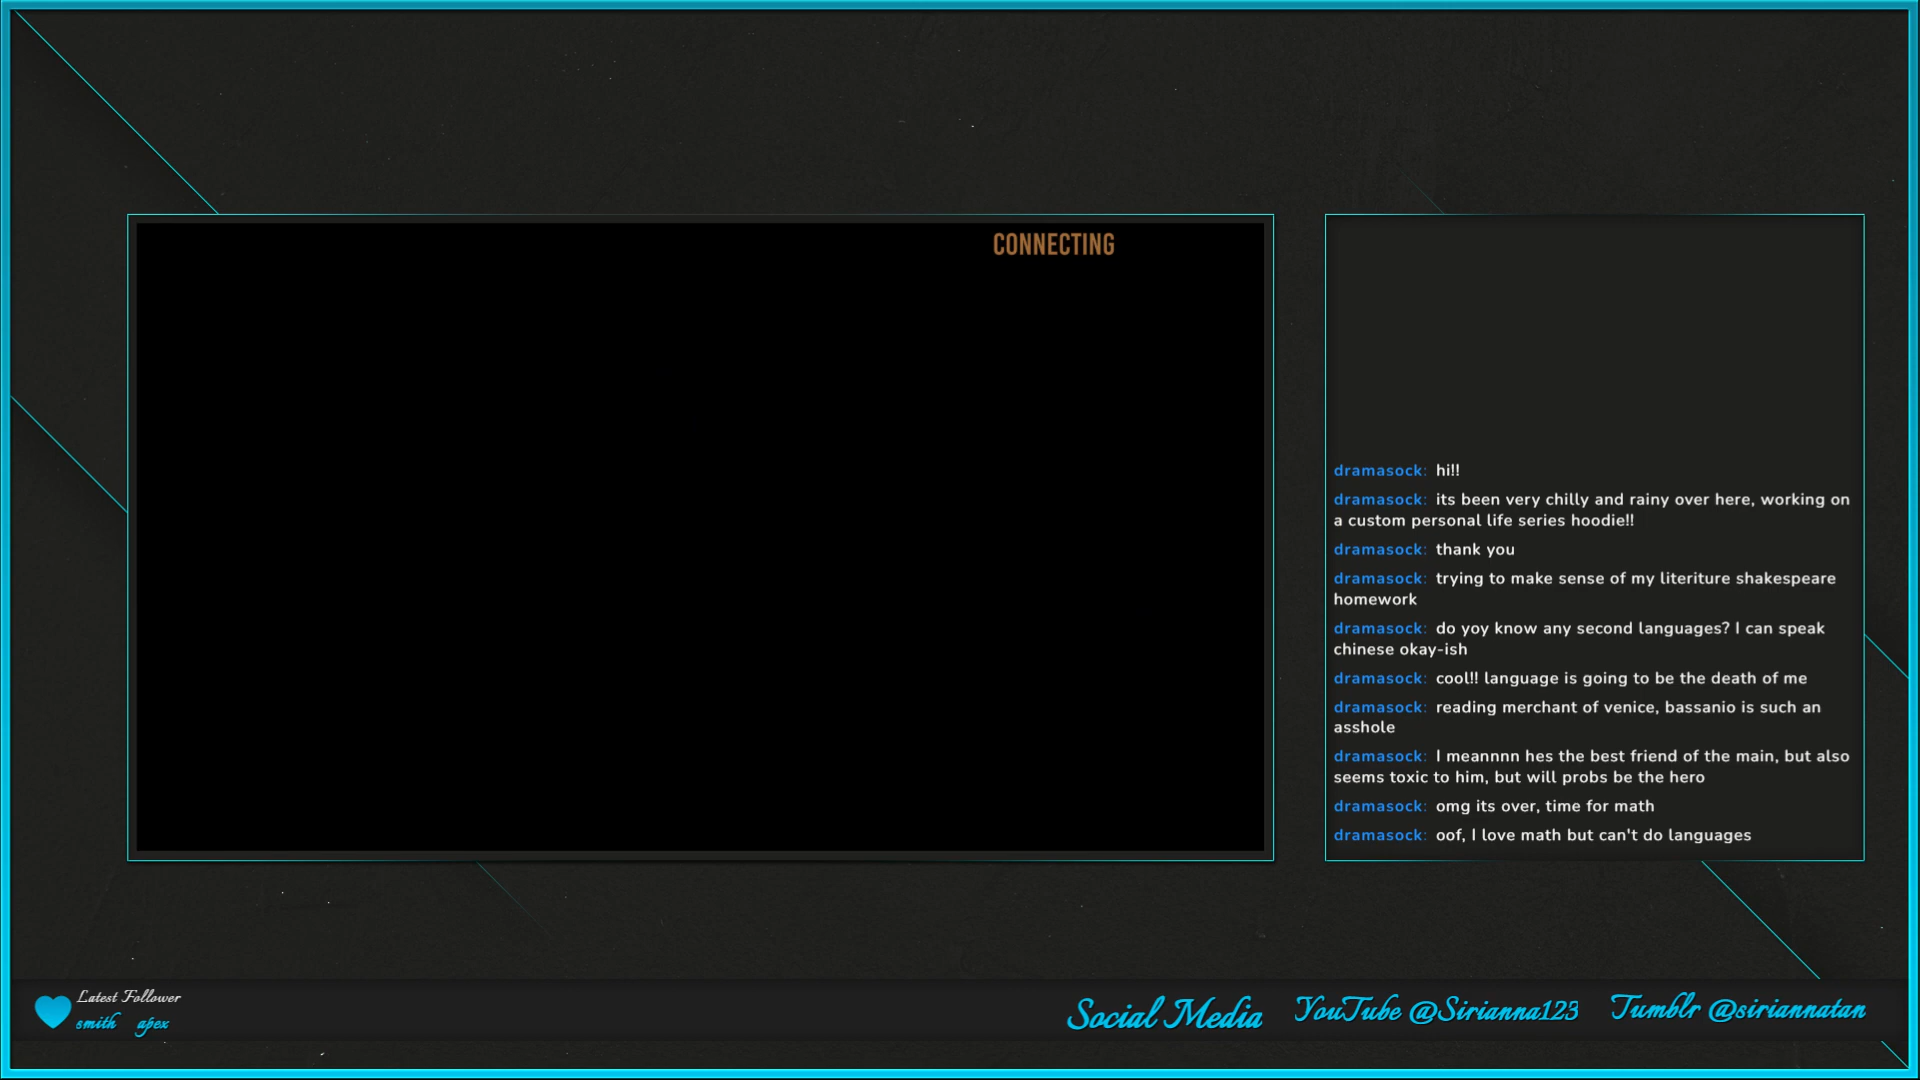 CONNECTING
dramasock: hi!!
dramasock: its been very chilly and rainy over here, working on
a custom personal life series hoodie!!
dramasock: thank you
dramasock: trying to make sense of my literiture shakespeare
homework
dramasock: do yoy know any second languages? I can speak
chinese okay-ish
dramasock: cool!! language is going to be the death of me
dramasock: reading merchant of venice, bassanio is such an
asshole
dramasock: I meannnn hes the best friend of the main, but also
seems toxic to him, but will probs be the hero
dramasock: omg its over, time for math
dramasock: oof, I love math but can't do languages
Latest Follower
smith apex
Social Media YouTube @Sirianna123 Tumblr @siriannatan